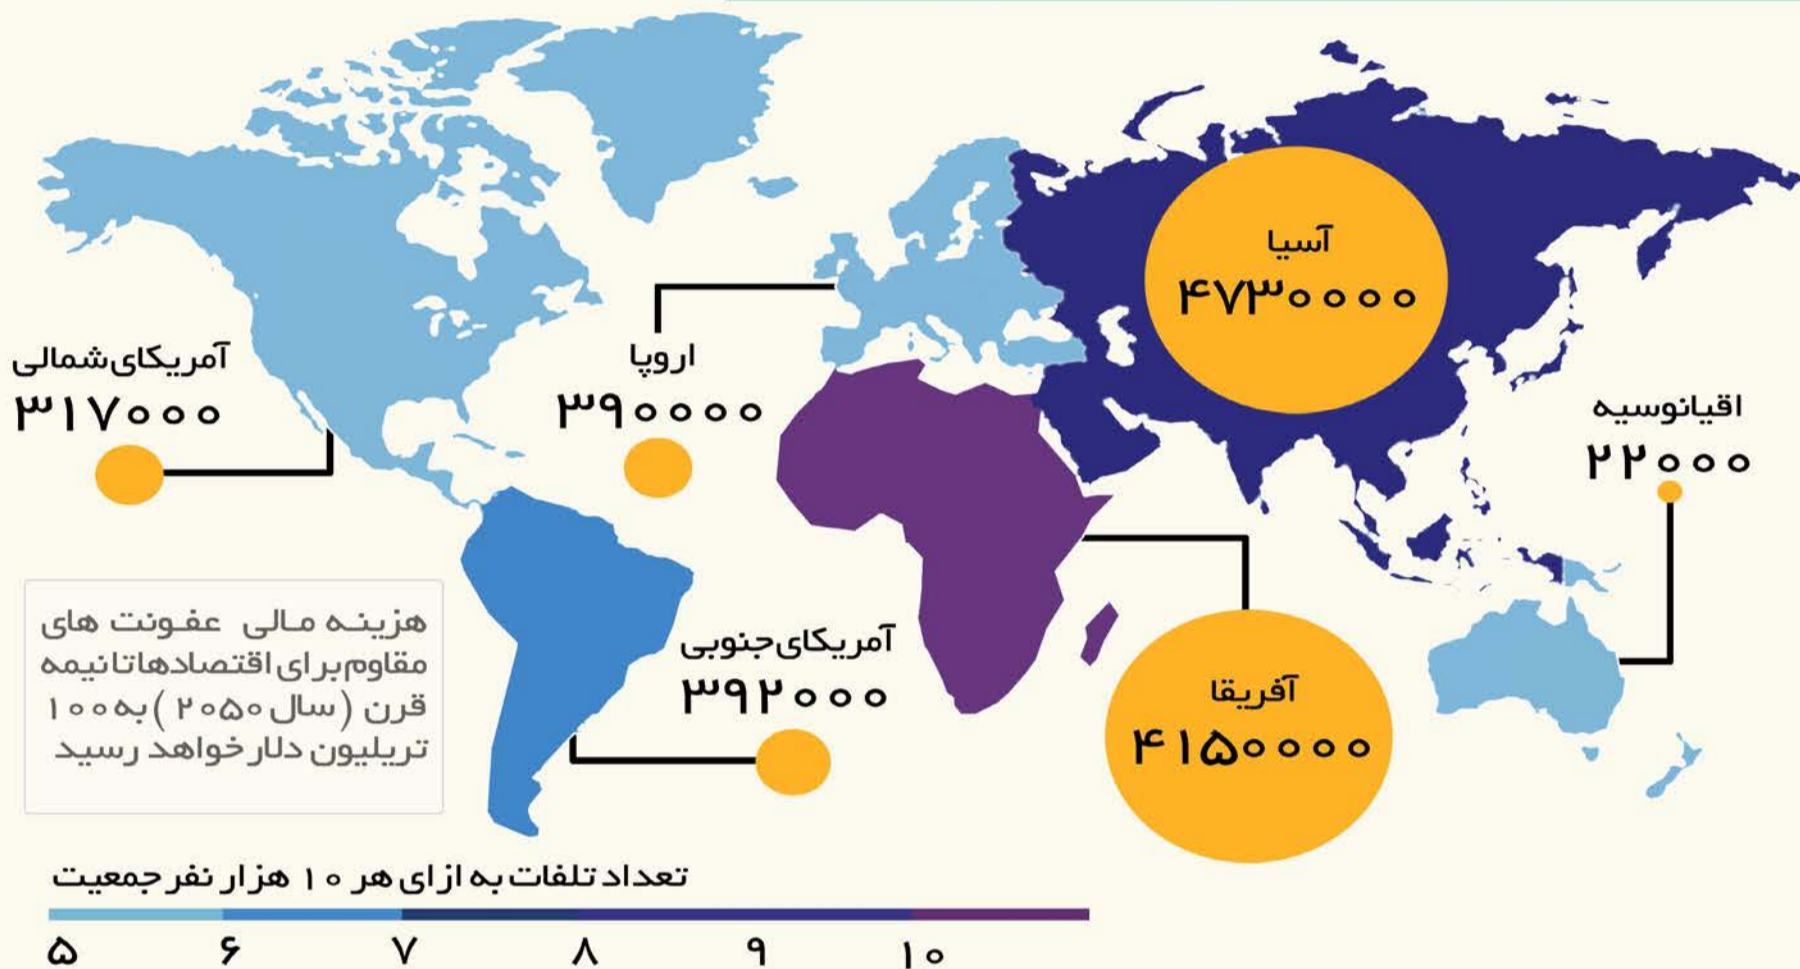 آسیا
۴۷۳۰۰۰۰
آمریکای شمالی
۳۱۷۰۰۰
اروپا
۳۹۰۰۰۰
اقیانوسیه
۲۲۰۰۰
آمریکای جنوبی
۳۹۲۰۰۰
آفریقا
۴۱۵۰۰۰۰
هزینه مالی عفونت های
مقاوم برای اقتصادها تا نیمه
قرن (سال ۲۰۵۰) به ۱۰۰
تریلیون دلار خواهد رسید
تعداد تلفات به ازای هر ۱۰ هزار نفر جمعیت
۵ ۶ ۷ ۸ ۹ ۱۰